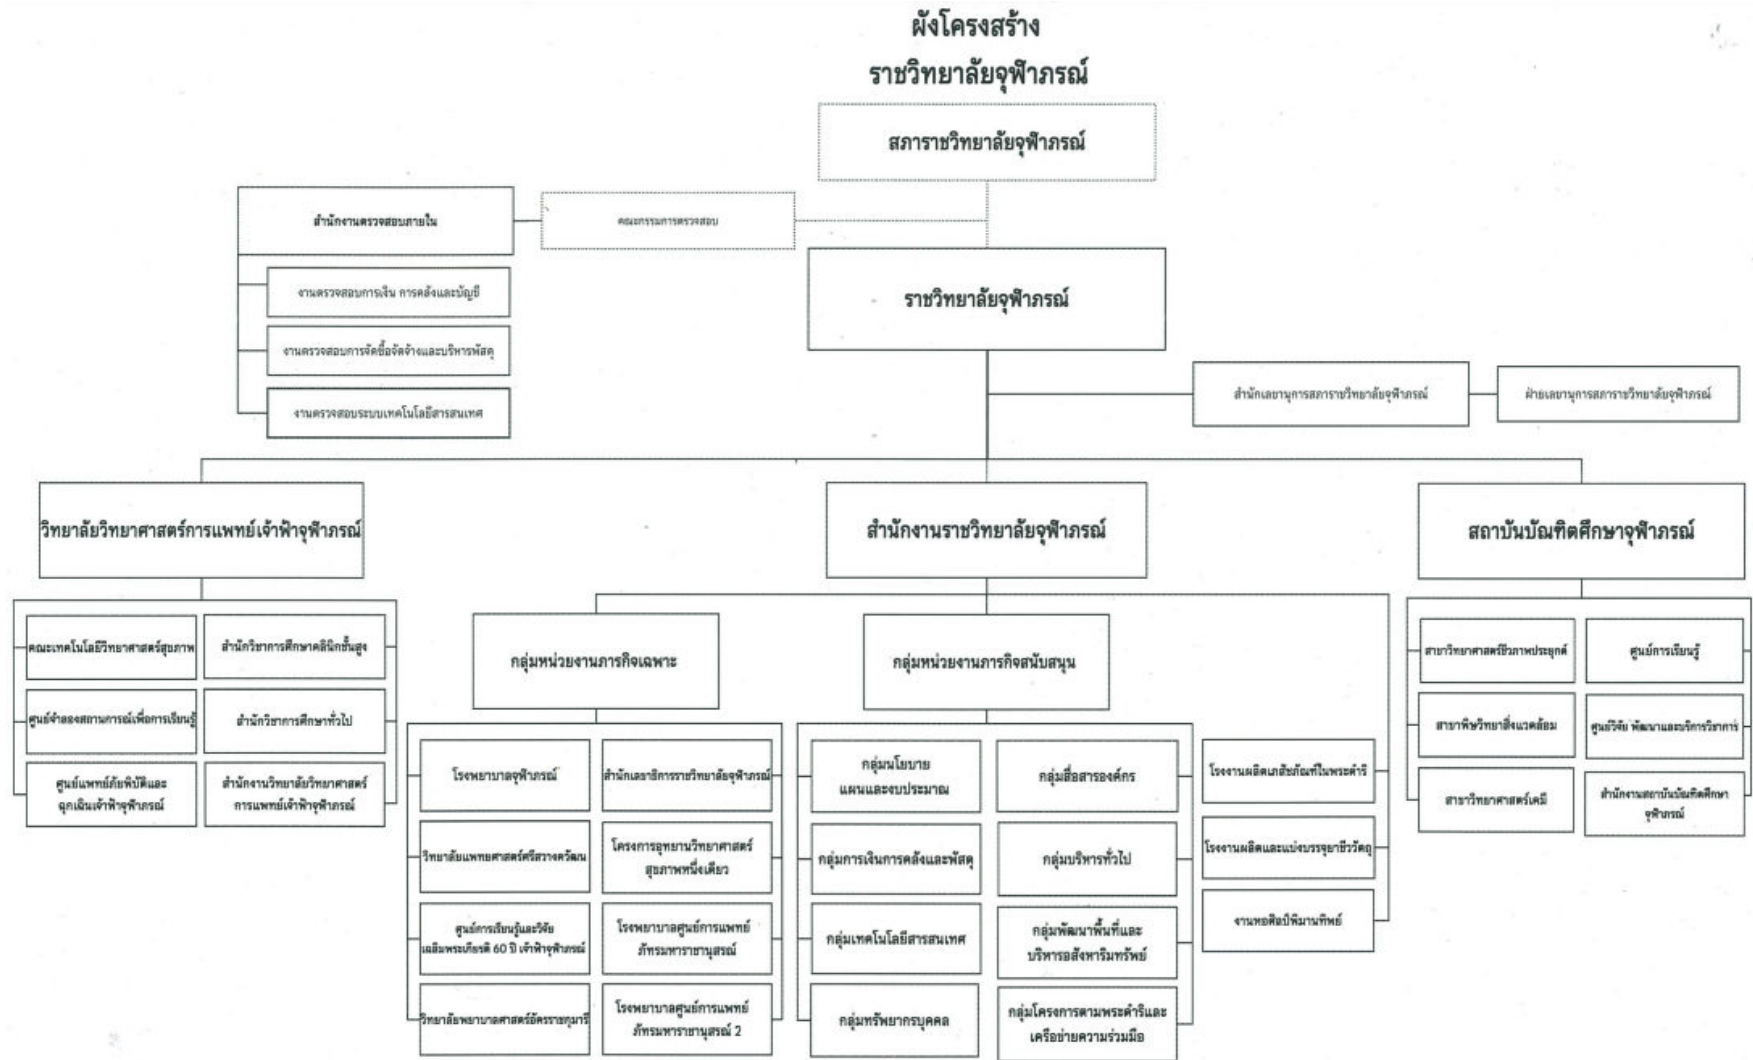 ผังโครงสร้าง
ราชวิทยาลัยจุฬาภรณ์
สภาราชวิทยาลัยจุฬาภรณ์
สำนักงานตรวจสอบภายใน
คณะกรรมการตรวจสอบ
งานตรวจสอบการเงิน การคลังและบัญชี
งานตรวจสอบการจัดซื้อจัดจ้างและบริหารพัสดุ
งานตรวจสอบระบบเทคโนโลยีสารสนเทศ
ราชวิทยาลัยจุฬาภรณ์
สำนักเลขานุการสภาราชวิทยาลัยจุฬาภรณ์
ฝ่ายเลขานุการสภาราชวิทยาลัยจุฬาภรณ์
วิทยาลัยวิทยาศาสตร์การแพทย์เจ้าฟ้าจุฬาภรณ์
สำนักงานราชวิทยาลัยจุฬาภรณ์
สถาบันบัณฑิตศึกษาจุฬาภรณ์
คณะเทคโนโลยีวิทยาศาสตร์สุขภาพ
สำนักวิชาการศึกษาคลินิกชั้นสูง
ศูนย์จำลองสถานการณ์เพื่อการเรียนรู้
สำนักวิชาการศึกษาทั่วไป
ศูนย์แพทย์ภัยพิบัติและ
ฉุกเฉินเจ้าฟ้าจุฬาภรณ์
สำนักงานวิทยาลัยวิทยาศาสตร์
การแพทย์เจ้าฟ้าจุฬาภรณ์
กลุ่มหน่วยงานภารกิจเฉพาะ
โรงพยาบาลจุฬาภรณ์
สำนักเลขาธิการราชวิทยาลัยจุฬาภรณ์
วิทยาลัยแพทยศาสตร์ศรีสวางควัฒน
โครงการอุทยานวิทยาศาสตร์
สุขภาพหนึ่งเดียว
ศูนย์การเรียนรู้และวิจัย
เฉลิมพระเกียรติ 60 ปี เจ้าฟ้าจุฬาภรณ์
โรงพยาบาลศูนย์การแพทย์
ภัทรมหาราชานุสรณ์
วิทยาลัยพยาบาลศาสตร์อัครราชกุมารี
โรงพยาบาลศูนย์การแพทย์
ภัทรมหาราชานุสรณ์ 2
กลุ่มหน่วยงานภารกิจสนับสนุน
กลุ่มนโยบาย
แผนและงบประมาณ
กลุ่มสื่อสารองค์กร
กลุ่มการเงินการคลังและพัสดุ
กลุ่มบริหารทั่วไป
กลุ่มเทคโนโลยีสารสนเทศ
กลุ่มพัฒนาพื้นที่และ
บริหารอสังหาริมทรัพย์
กลุ่มทรัพยากรบุคคล
กลุ่มโครงการตามพระดำริและ
เครือข่ายความร่วมมือ
โรงงานผลิตเภสัชภัณฑ์ในพระดำริ
โรงงานผลิตและแบ่งบรรจุยาชีววัตถุ
งานหอศิลป์พิมานทิพย์
สาขาวิทยาศาสตร์ชีวภาพประยุกต์
ศูนย์การเรียนรู้
สาขาพิษวิทยาสิ่งแวดล้อม
ศูนย์วิจัย พัฒนาและบริการวิชาการ
สาขาวิทยาศาสตร์เคมี
สำนักงานสถาบันบัณฑิตศึกษา
จุฬาภรณ์